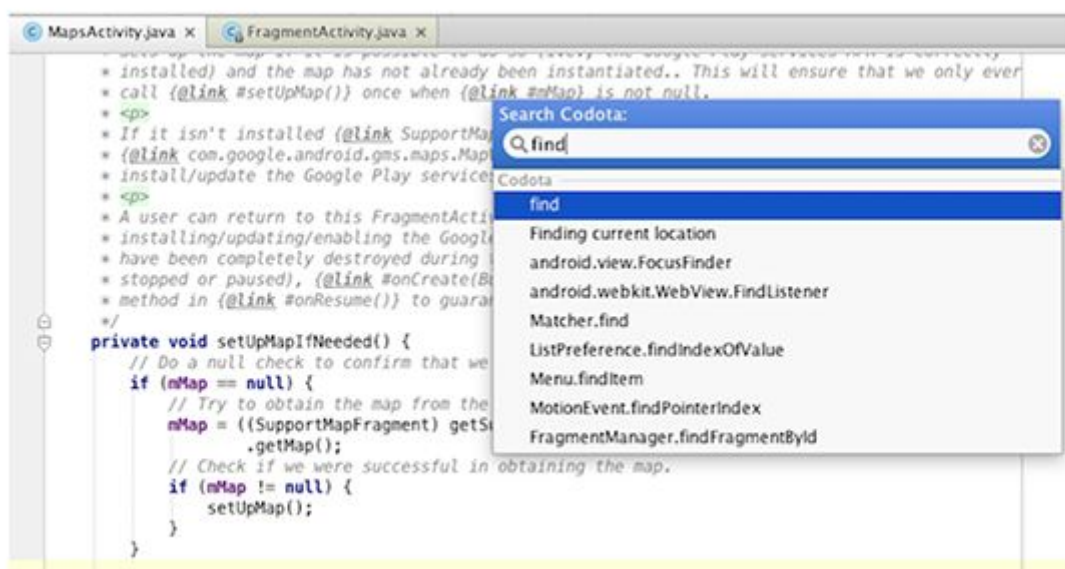 MapsActivity.java ×
FragmentActivity.java ×
* installed) and the map has not already been instantiated.. This will ensure that we only ever
* call {@link #setUpMap()} once when {@link #mMap} is not null.
* <p>
* If it isn't installed {@link SupportMa
* {@link com.google.android.gms.maps.Map
* install/update the Google Play service
* <p>
* A user can return to this FragmentActi
* installing/updating/enabling the Googl
* have been completely destroyed during
* stopped or paused), {@link #onCreate(B
* method in {@link #onResume()} to guara
*/
private void setUpMapIfNeeded() {
// Do a null check to confirm that we
if (mMap == null) {
// Try to obtain the map from the
mMap = ((SupportMapFragment) getS
.getMap();
// Check if we were successful in obtaining the map.
if (mMap != null) {
setUpMap();
}
}
Search Codota:
find
Codota
find
Finding current location
android.view.FocusFinder
android.webkit.WebView.FindListener
Matcher.find
ListPreference.findIndexOfValue
Menu.findItem
MotionEvent.findPointerIndex
FragmentManager.findFragmentById